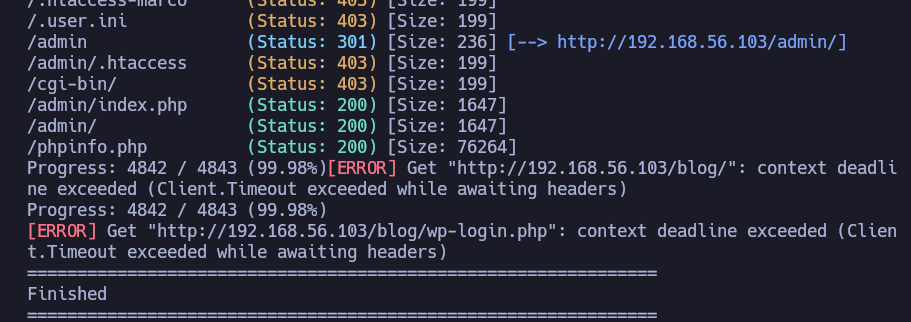 /.htaccess-marco (Status: 403) [Size: 199]
/.user.ini (Status: 403) [Size: 199]
/admin (Status: 301) [Size: 236] [--> http://192.168.56.103/admin/]
/admin/.htaccess (Status: 403) [Size: 199]
/cgi-bin/ (Status: 403) [Size: 199]
/admin/index.php (Status: 200) [Size: 1647]
/admin/ (Status: 200) [Size: 1647]
/phpinfo.php (Status: 200) [Size: 76264]
Progress: 4842 / 4843 (99.98%)[ERROR] Get "http://192.168.56.103/blog/": context deadli
ne exceeded (Client.Timeout exceeded while awaiting headers)
Progress: 4842 / 4843 (99.98%)
[ERROR] Get "http://192.168.56.103/blog/wp-login.php": context deadline exceeded (Clien
t.Timeout exceeded while awaiting headers)
===============================================================
Finished
===============================================================